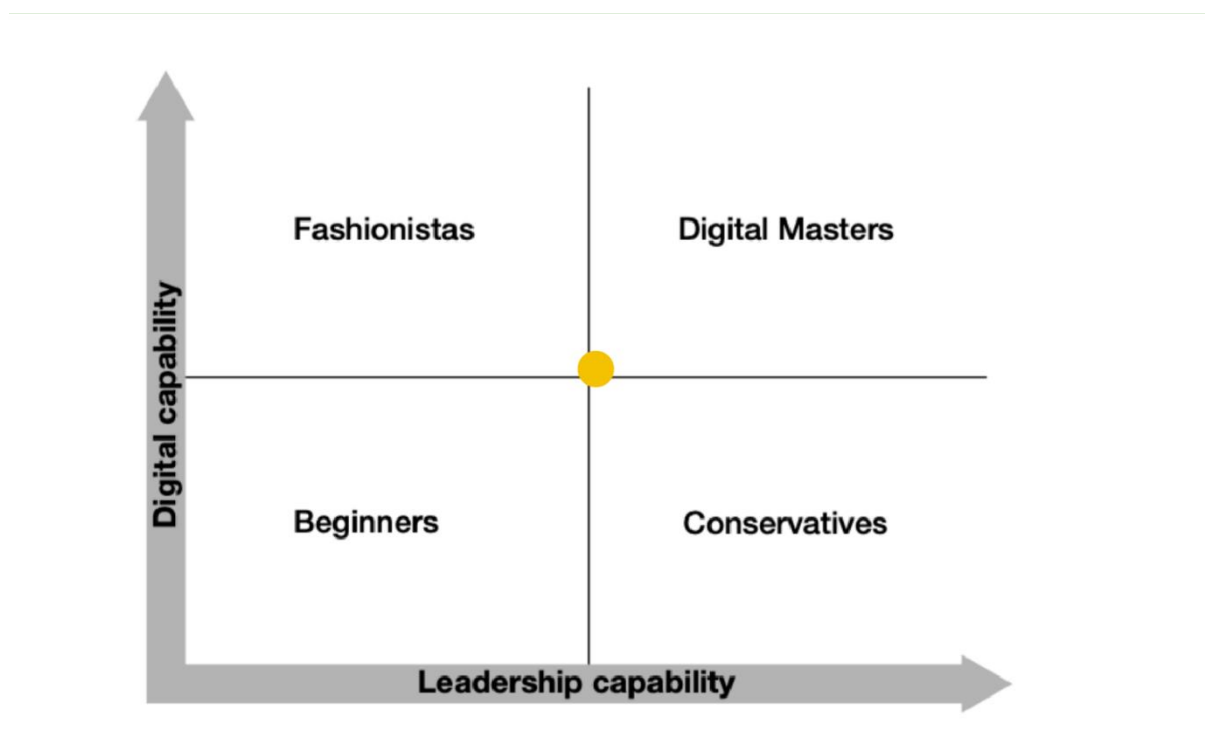 Fashionistas
Digital Masters
Digital capability
Beginners
Conservatives
Leadership capability